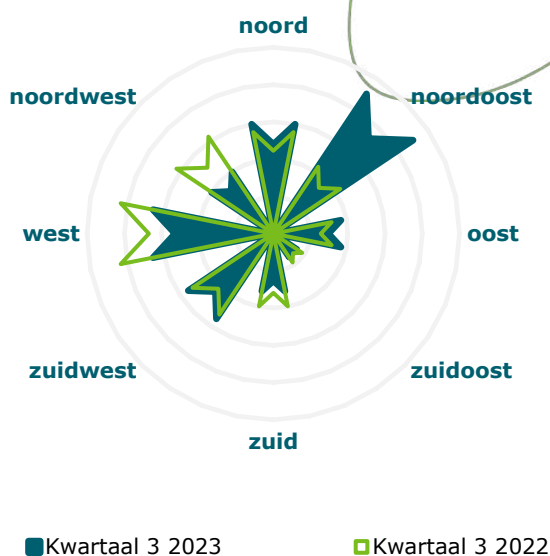 noord
noordwest
noordoost
west
oost
zuidwest
zuidoost
zuid
Kwartaal 3 2023
Kwartaal 3 2022